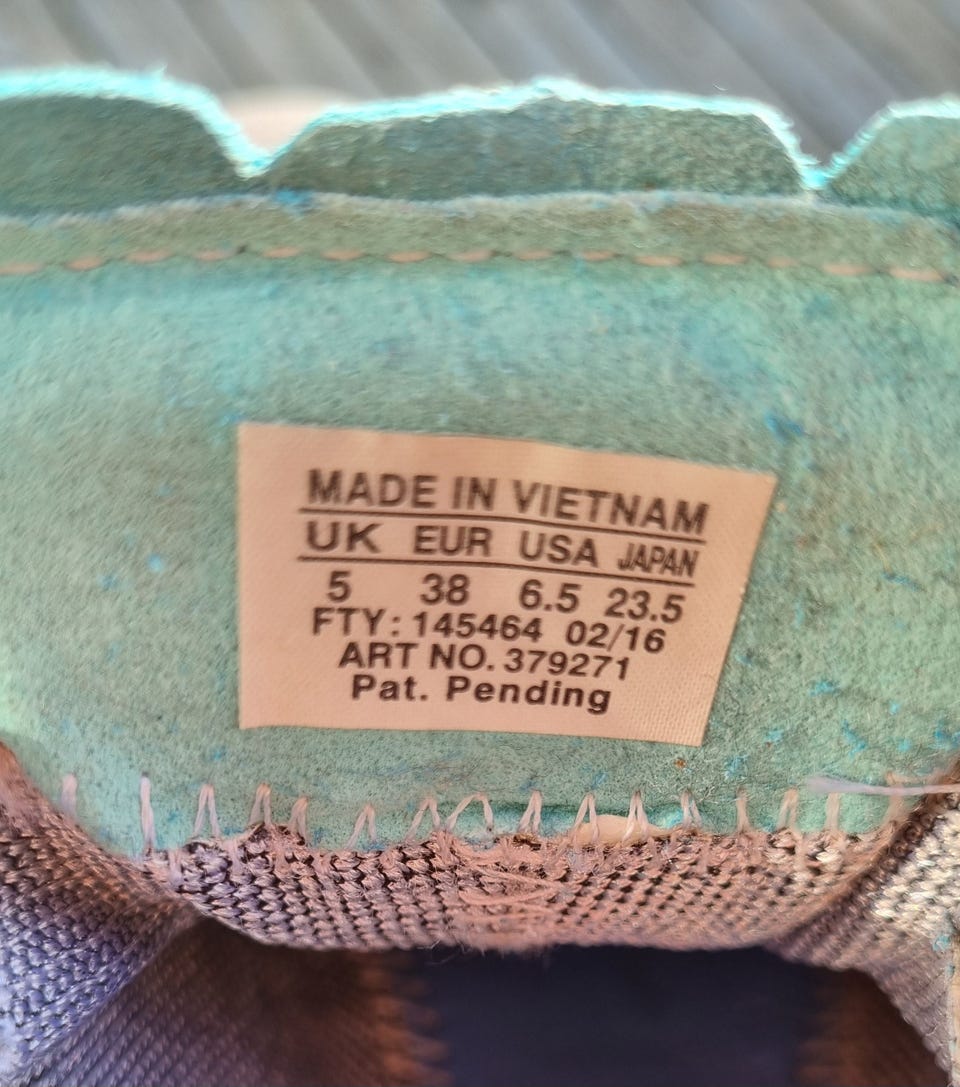 MADE IN VIETNAM
UK EUR USA JAPAN
5 38 6.5 23.5
FTY: 145464 02/16
ART NO. 379271
Pat. Pending